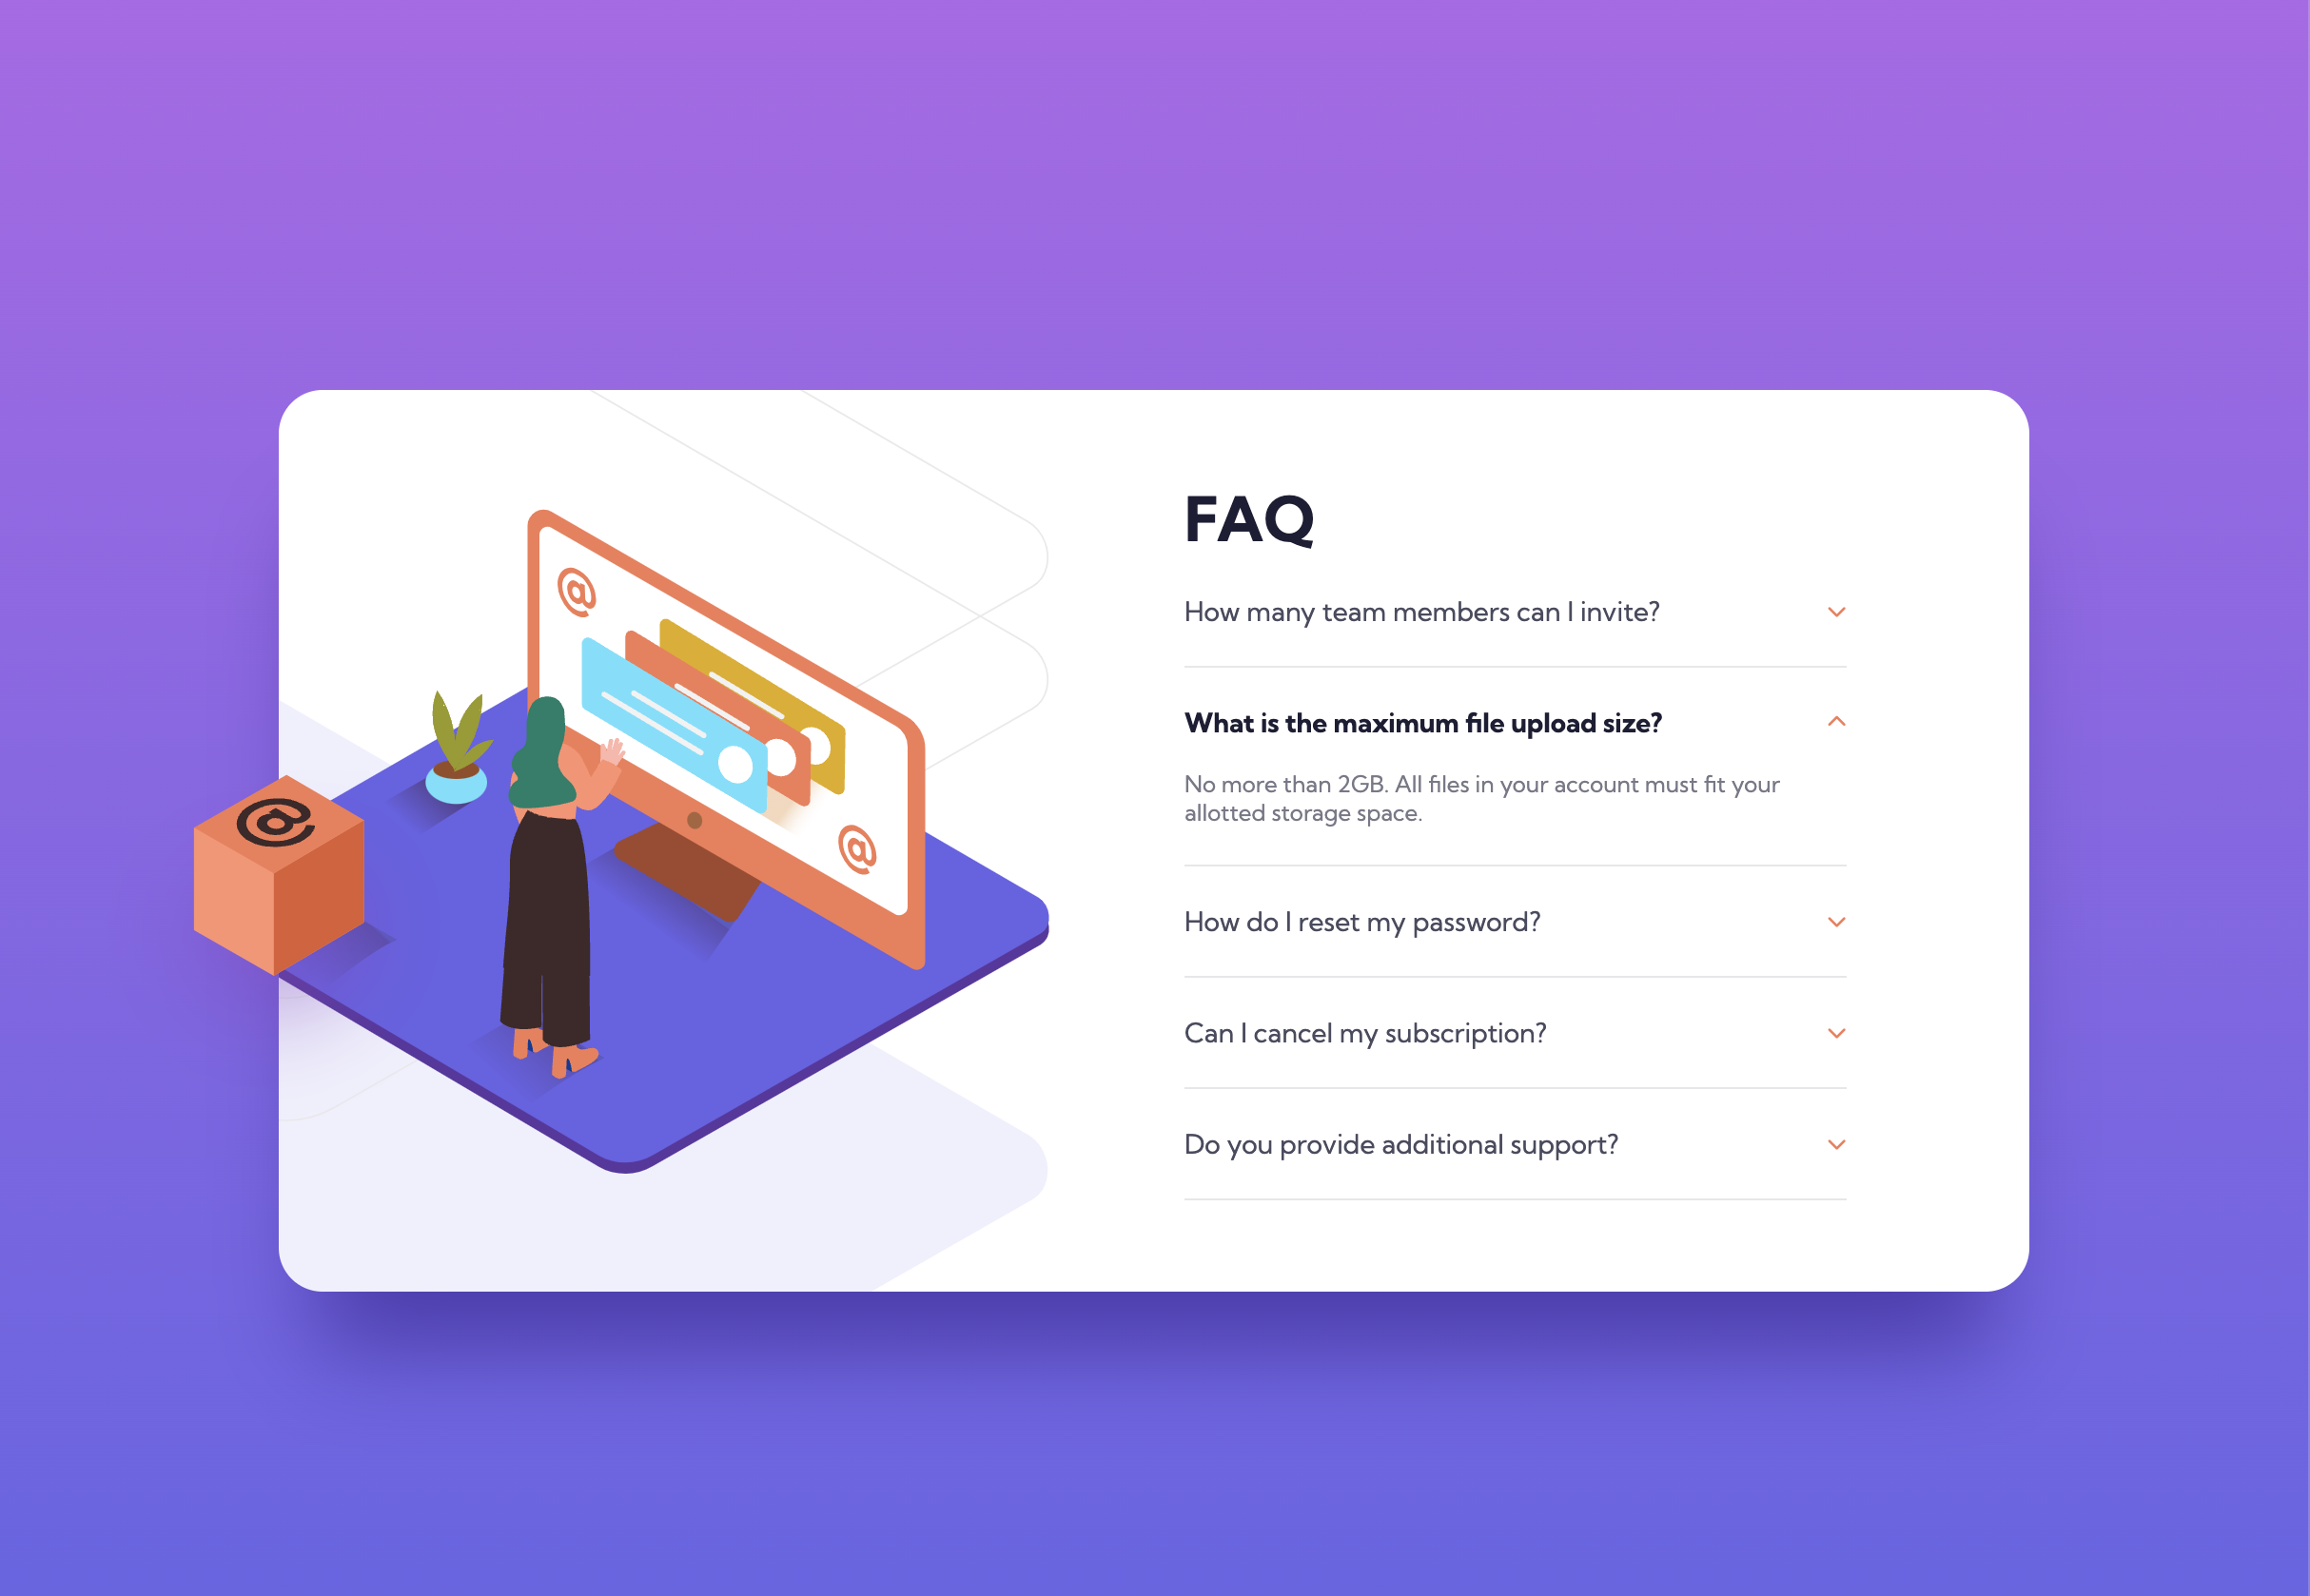 FAQ
How many team members can I invite?
What is the maximum file upload size?
No more than 2GB. All files in your account must fit your
allotted storage space.
How do I reset my password?
Can I cancel my subscription?
Do you provide additional support?
@
@
@